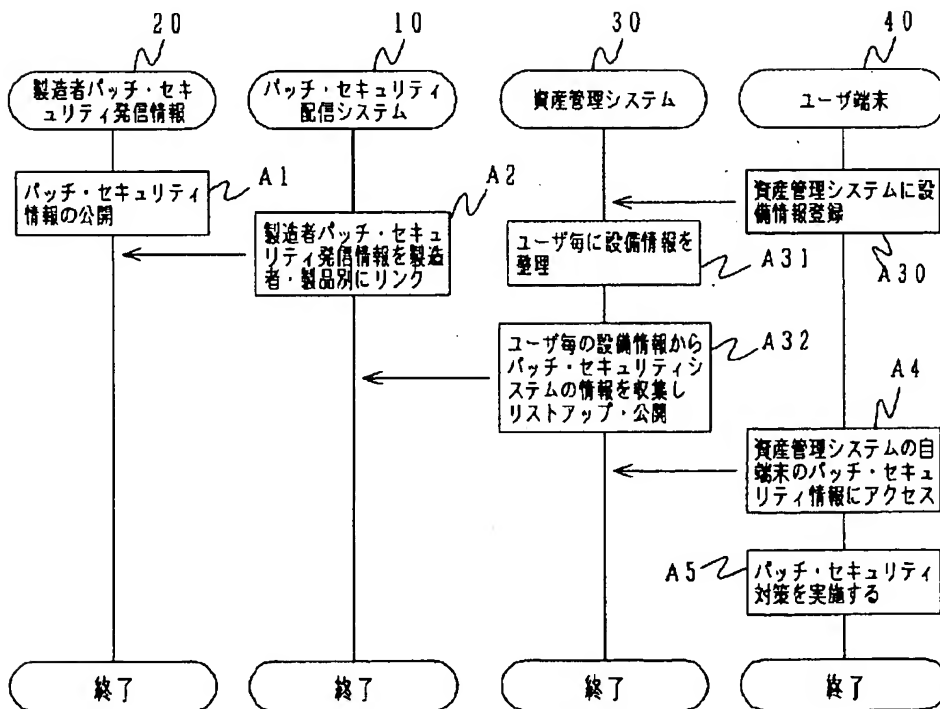 20
10
30
40
製造者パッチ・セキ
ュリティ発信情報
パッチ・セキュリティ
配信システム
資産管理システム
ユーザ端末
パッチ・セキュリティ
情報の公開
A1
製造者パッチ・セキュ
リティ発信情報を製造
者・製品別にリンク
A2
資産管理システムに設
備情報登録
A30
ユーザ毎に設備情報を
整理
A31
ユーザ毎の設備情報から
パッチ・セキュリティシ
ステムの情報を収集し
リストアップ・公開
A32
A4
資産管理システムの自
端末のパッチ・セキュ
リティ情報にアクセス
A5
パッチ・セキュリティ
対策を実施する
終了
終了
終了
終了